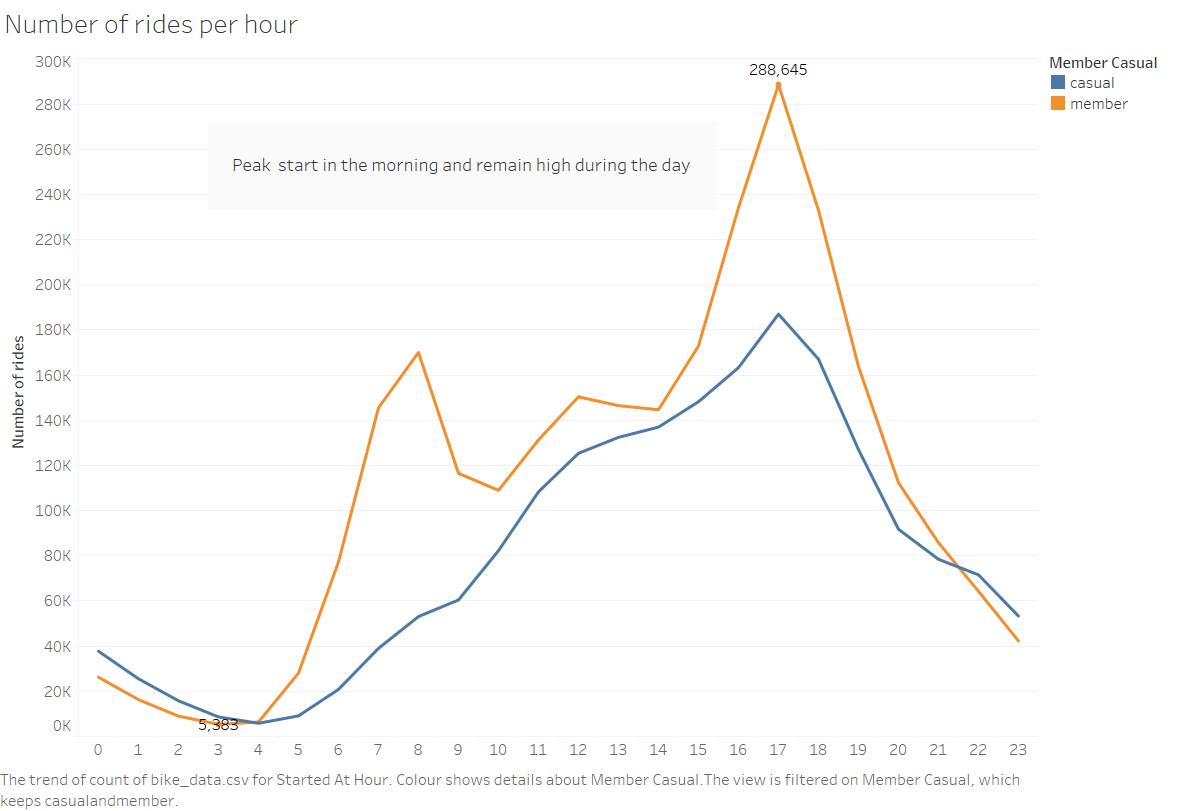 Number of rides per hour
300K
280K
260K
240K
220K
200K
180K
160K
140K
120K
100K
80K
60K
40K
20K
0K
Number of rides
288,645
Peak  start in the morning and remain high during the day
5,383
0 1 2 3 4 5 6 7 8 9 10 11 12 13 14 15 16 17 18 19 20 21 22 23
Member Casual
casual
member
The trend of count of bike_data.csv for Started At Hour. Colour shows details about Member Casual.The view is filtered on Member Casual, which
keeps casualandmember.